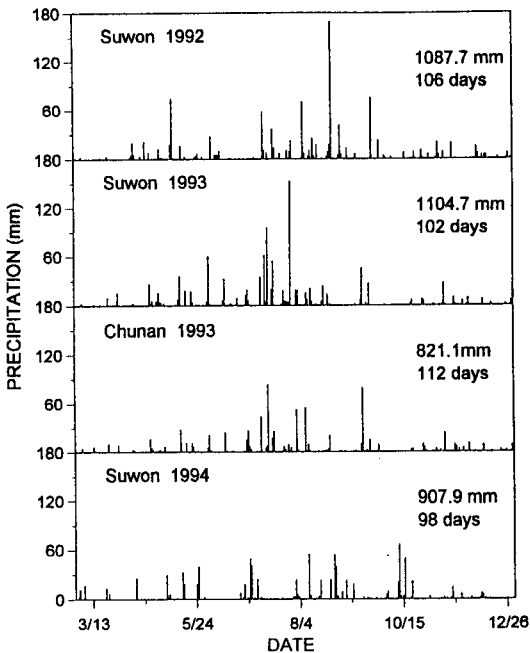 180
Suwon 1992
1087.7 mm
106 days
120
60
180
Suwon 1993
1104.7 mm
102 days
120
60
180
Chunan 1993
821.1mm
112 days
120
60
180
Suwon 1994
907.9 mm
98 days
120
60
0
PRECIPITATION (mm)
3/13 5/24 8/4 10/15 12/26
DATE